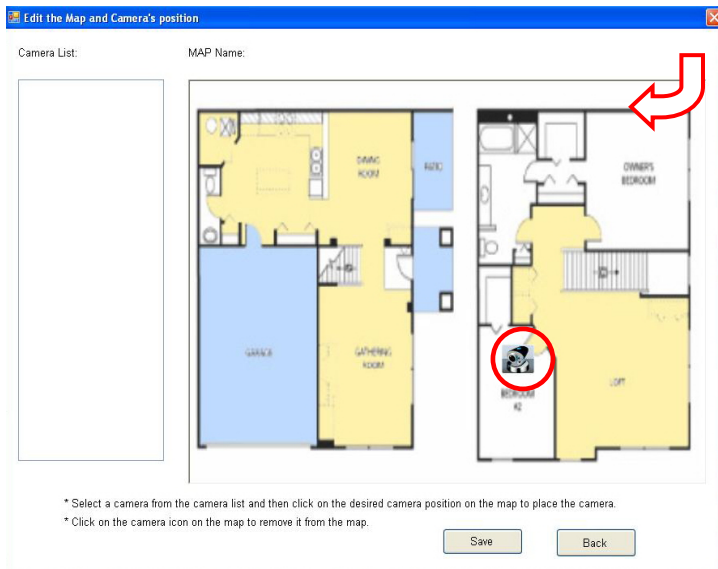 Edit the Map and Camera's position
Camera List:
MAP Name:
DINING
ROOM
PATIO
OWNER'S
BEDROOM
GARAGE
GATHERING
ROOM
LOFT
BEDROOM
#2
* Select a camera from the camera list and then click on the desired camera position on the map to place the camera.
* Click on the camera icon on the map to remove it from the map.
Save
Back